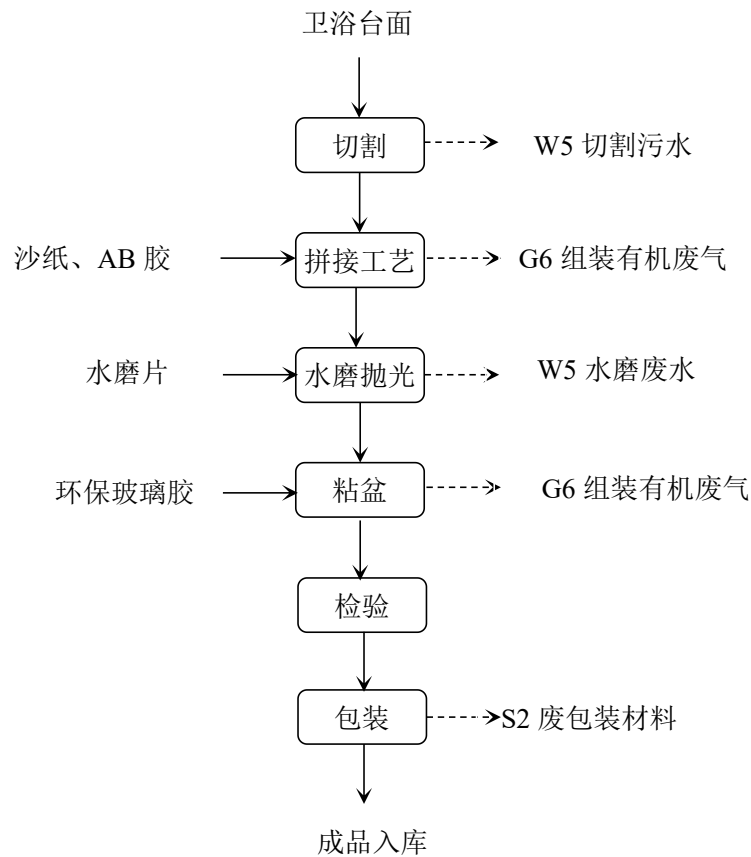 卫浴台面
切割
W5 切割污水
沙纸、AB 胶
拼接工艺
G6 组装有机废气
水磨片
水磨抛光
W5 水磨废水
环保玻璃胶
粘盆
G6 组装有机废气
检验
包装
S2 废包装材料
成品入库